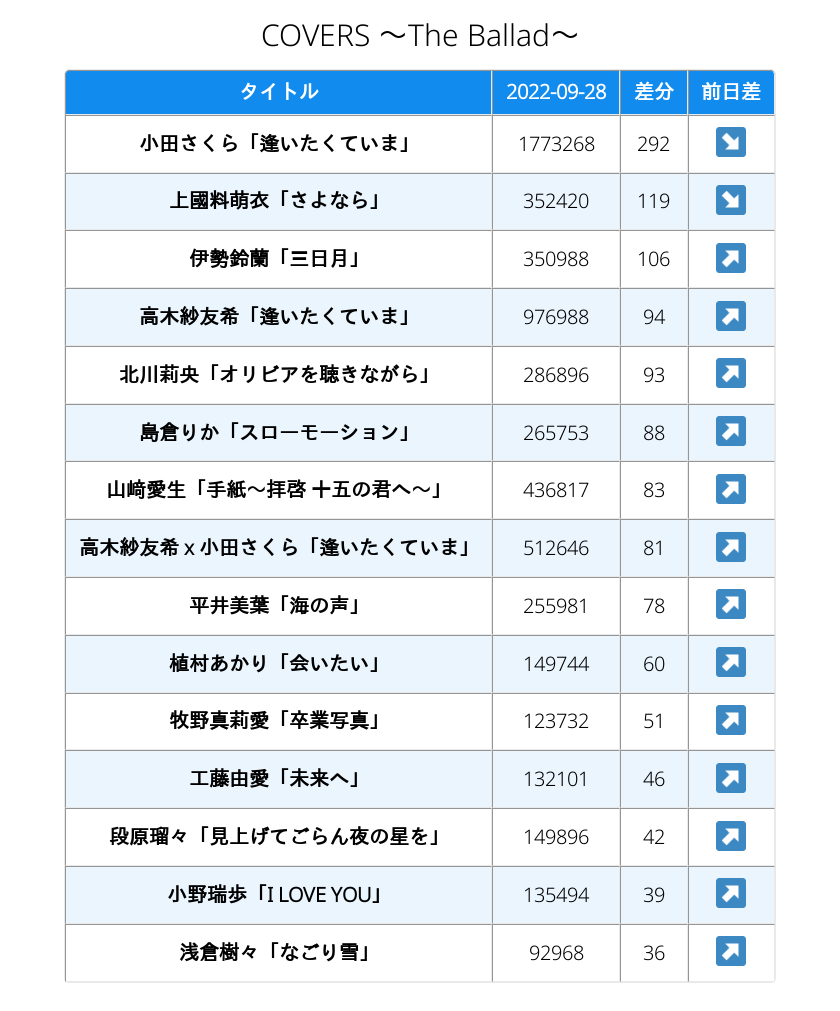 COVERS ～The Ballad～
タイトル 2022-09-28 差分 前日差
小田さくら「逢いたくていま」 1773268 292 ↘
上國料萌衣「さよなら」 352420 119 ↘
伊勢鈴蘭「三日月」 350988 106 ↗
高木紗友希「逢いたくていま」 976988 94 ↗
北川莉央「オリビアを聴きながら」 286896 93 ↗
島倉りか「スローモーション」 265753 88 ↗
山﨑愛生「手紙～拝啓 十五の君へ～」 436817 83 ↗
高木紗友希 x 小田さくら「逢いたくていま」 512646 81 ↗
平井美葉「海の声」 255981 78 ↗
植村あかり「会いたい」 149744 60 ↗
牧野真莉愛「卒業写真」 123732 51 ↗
工藤由愛「未来へ」 132101 46 ↗
段原瑠々「見上げてごらん夜の星を」 149896 42 ↗
小野瑞歩「I LOVE YOU」 135494 39 ↗
浅倉樹々「なごり雪」 92968 36 ↗